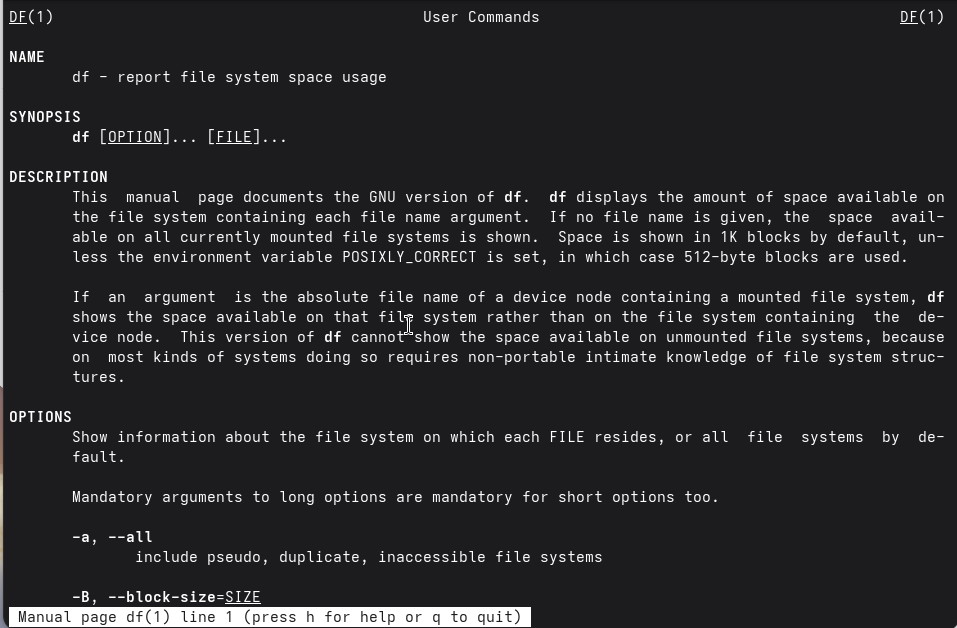 DF(1) User Commands DF(1)
NAME
df - report file system space usage
SYNOPSIS
df [OPTION]... [FILE]...
DESCRIPTION
This manual page documents the GNU version of df. df displays the amount of space available on
the file system containing each file name argument. If no file name is given, the space avail-
able on all currently mounted file systems is shown. Space is shown in 1K blocks by default, un-
less the environment variable POSIXLY_CORRECT is set, in which case 512-byte blocks are used.
If an argument is the absolute file name of a device node containing a mounted file system, df
shows the space available on that file system rather than on the file system containing the de-
vice node. This version of df cannot show the space available on unmounted file systems, because
on most kinds of systems doing so requires non-portable intimate knowledge of file system struc-
tures.
OPTIONS
Show information about the file system on which each FILE resides, or all file systems by de-
fault.
Mandatory arguments to long options are mandatory for short options too.
-a, --all
include pseudo, duplicate, inaccessible file systems
-B, --block-size=SIZE
Manual page df(1) line 1 (press h for help or q to quit)